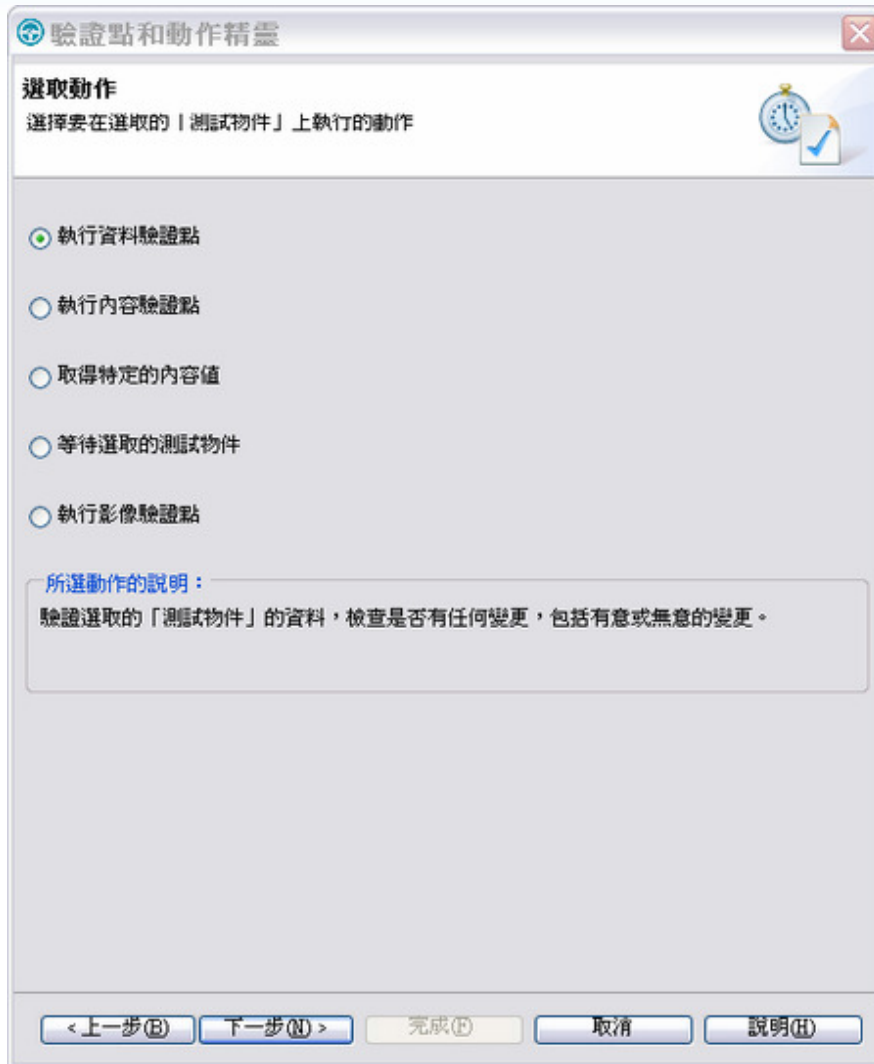 驗證點和動作精靈
選取動作
選擇要在選取的「測試物件」上執行的動作
執行資料驗證點
執行內容驗證點
取得特定的內容值
等待選取的測試物件
執行影像驗證點
所選動作的說明：
驗證選取的「測試物件」的資料，檢查是否有任何變更，包括有意或無意的變更。
<上一步(B) 下一步(N)> 完成(F) 取消 說明(H)